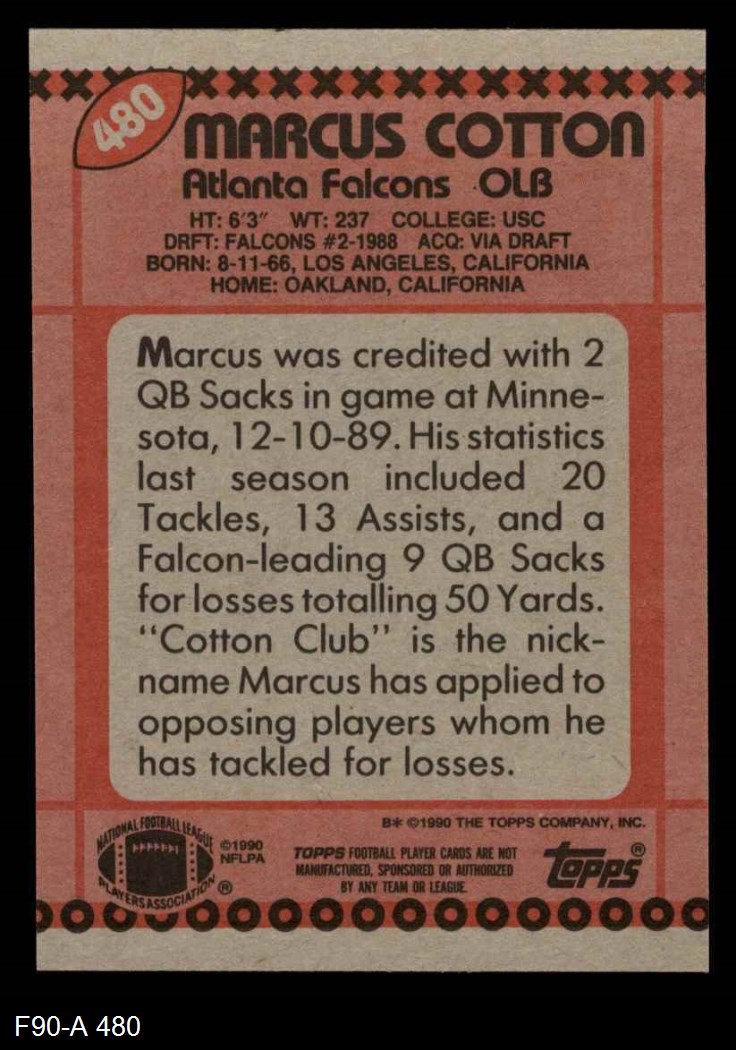 480
MARCUS COTTON
Atlanta Falcons OLB
HT: 6'3" WT: 237 COLLEGE: USC
DRFT: FALCONS #2-1988 ACQ: VIA DRAFT
BORN: 8-11-66, LOS ANGELES, CALIFORNIA
HOME: OAKLAND, CALIFORNIA
Marcus was credited with 2
QB Sacks in game at Minne-
sota, 12-10-89. His statistics
last season included 20
Tackles, 13 Assists, and a
Falcon-leading 9 QB Sacks
for losses totalling 50 Yards.
"Cotton Club" is the nick-
name Marcus has applied to
opposing players whom he
has tackled for losses.
B* ©1990 THE TOPPS COMPANY, INC.
NATIONAL FOOTBALL LEAGUE
PLAYERS ASSOCIATION ®
©1990
NFLPA
TOPPS FOOTBALL PLAYER CARDS ARE NOT
MANUFACTURED, SPONSORED OR AUTHORIZED
BY ANY TEAM OR LEAGUE.
Topps ®
F90-A 480